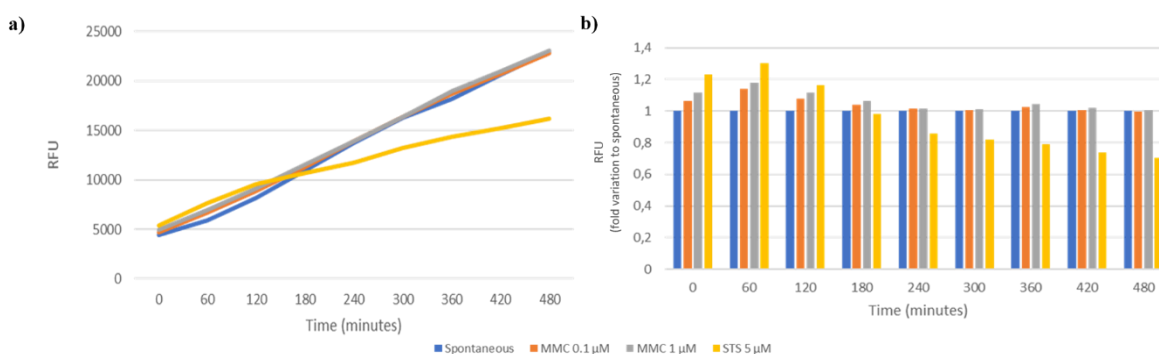 a)
25000
20000
15000
10000
5000
0
RFU
0 60 120 180 240 300 360 420 480
Time (minutes)
b)
1,4
1,2
1
0,8
0,6
0,4
0,2
0
RFU
(fold variation to spontaneous)
0 60 120 180 240 300 360 420 480
Time (minutes)
Spontaneous MMC 0.1 µM MMC 1 µM STS 5 µM